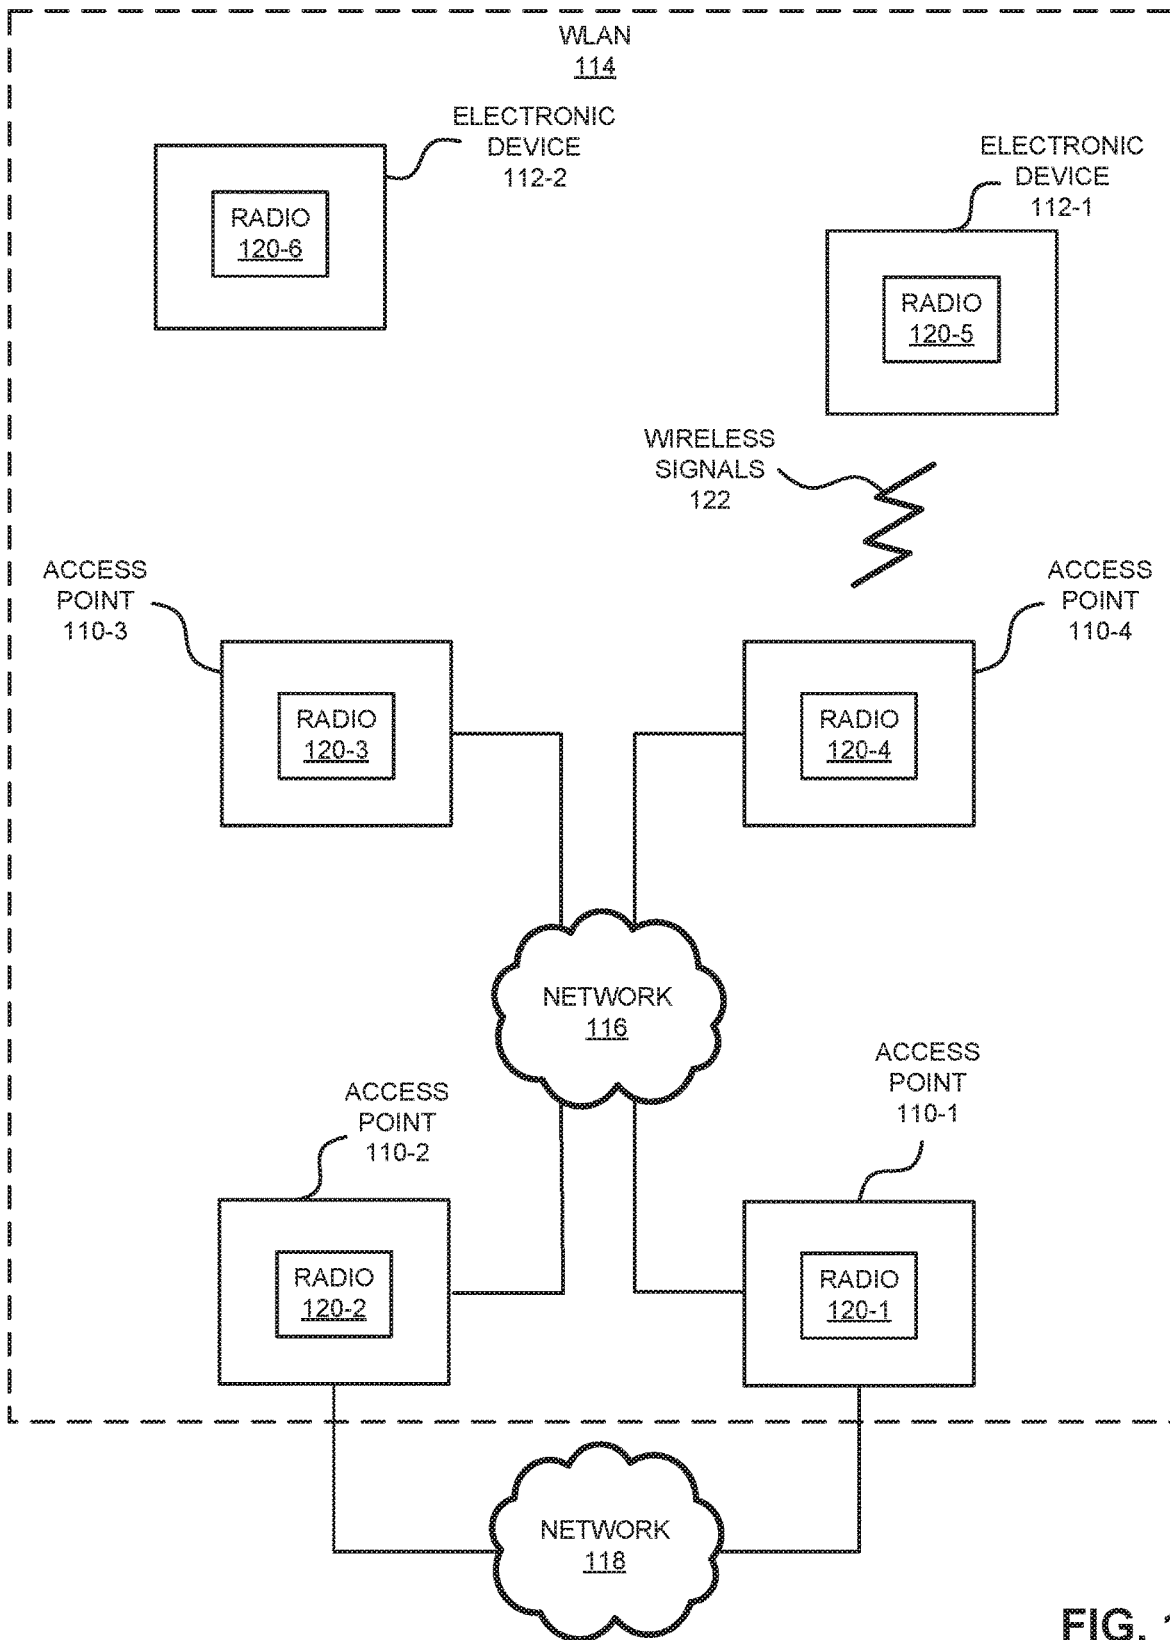 WLAN
114
ELECTRONIC
DEVICE
112-2
ELECTRONIC
DEVICE
112-1
RADIO
120-6
RADIO
120-5
WIRELESS
SIGNALS
122
ACCESS
POINT
110-3
ACCESS
POINT
110-4
RADIO
120-3
RADIO
120-4
NETWORK
116
ACCESS
POINT
110-2
ACCESS
POINT
110-1
RADIO
120-2
RADIO
120-1
NETWORK
118
FIG. 1